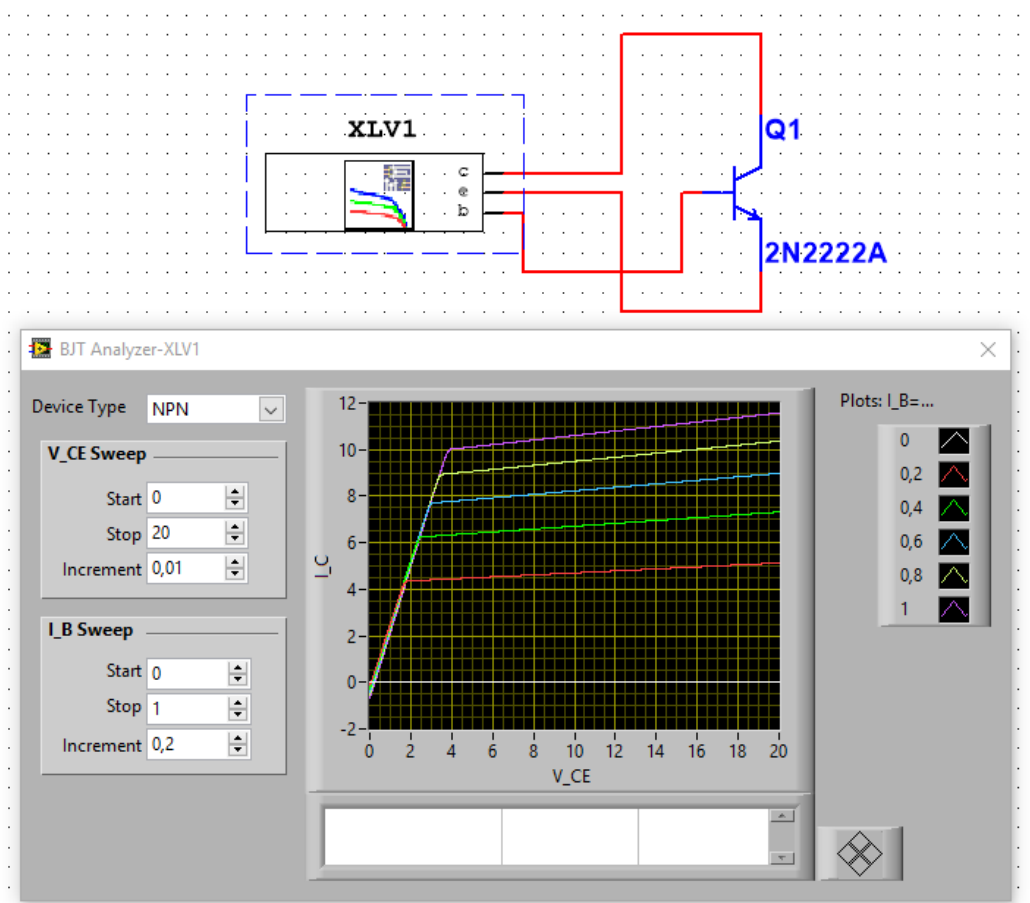 XLV1
Q1
c
e
b
2N2222A
BJT Analyzer-XLV1
Device Type NPN
V_CE Sweep
Start 0
Stop 20
Increment 0,01
I_B Sweep
Start 0
Stop 1
Increment 0,2
12
10
8
6
4
2
0
-2
I_C
0 2 4 6 8 10 12 14 16 18 20
V_CE
Plots: I_B=...
0
0,2
0,4
0,6
0,8
1